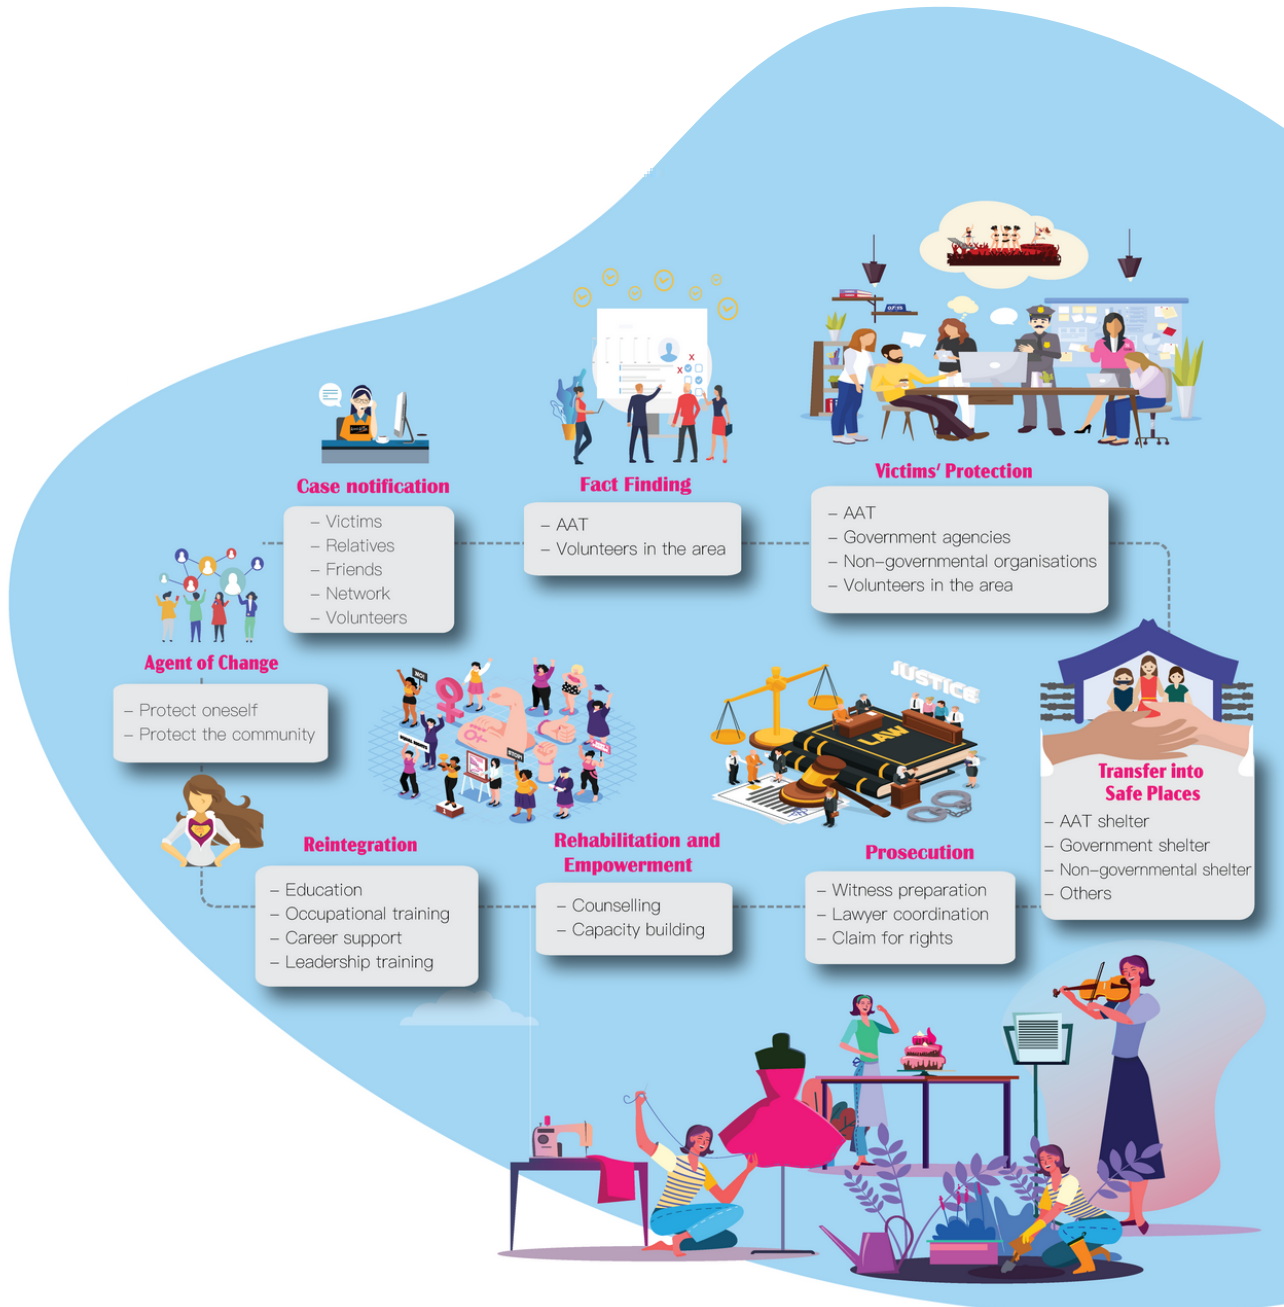 Case notification
– Victims
– Relatives
– Friends
– Network
– Volunteers
Fact Finding
– AAT
– Volunteers in the area
Victims' Protection
– AAT
– Government agencies
– Non–governmental organisations
– Volunteers in the area
Transfer into
Safe Places
– AAT shelter
– Government shelter
– Non–governmental shelter
– Others
JUSTICE
LAW
Prosecution
– Witness preparation
– Lawyer coordination
– Claim for rights
NO!
Rehabilitation and
Empowerment
– Counselling
– Capacity building
Reintegration
– Education
– Occupational training
– Career support
– Leadership training
Agent of Change
– Protect oneself
– Protect the community